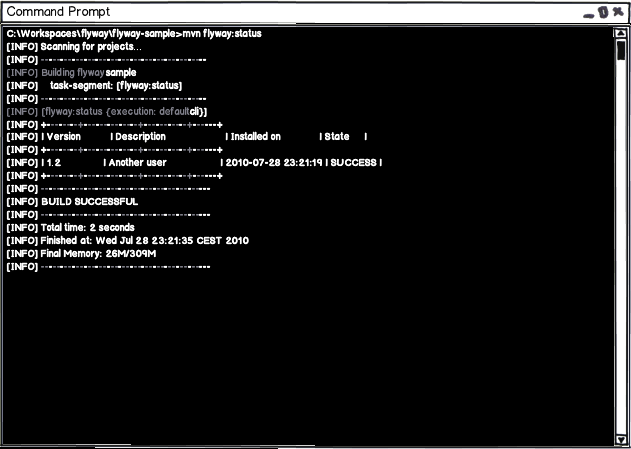 Command Prompt
C:\Workspaces\flyway\flyway-sample>mvn flyway:status
[INFO] Scanning for projects...
[INFO] ------------------------------------------
[INFO] Building flyway sample
[INFO] task-segment: [flyway:status]
[INFO] ------------------------------------------
[INFO] [flyway:status {execution: defaultcli}]
[INFO] +-------+-------+-------+-------+-----+
[INFO] | Version | Description | Installed on | State |
[INFO] +-------+-------+-------+-------+-----+
[INFO] | 1.2 | Another user | 2010-07-28 23:21:19 | SUCCESS |
[INFO] +-------+-------+-------+-------+-----+
[INFO] -------------------------------------------
[INFO] BUILD SUCCESSFUL
[INFO] -------------------------------------------
[INFO] Total time: 2 seconds
[INFO] Finished at: Wed Jul 28 23:21:35 CEST 2010
[INFO] Final Memory: 26M/309M
[INFO] -------------------------------------------